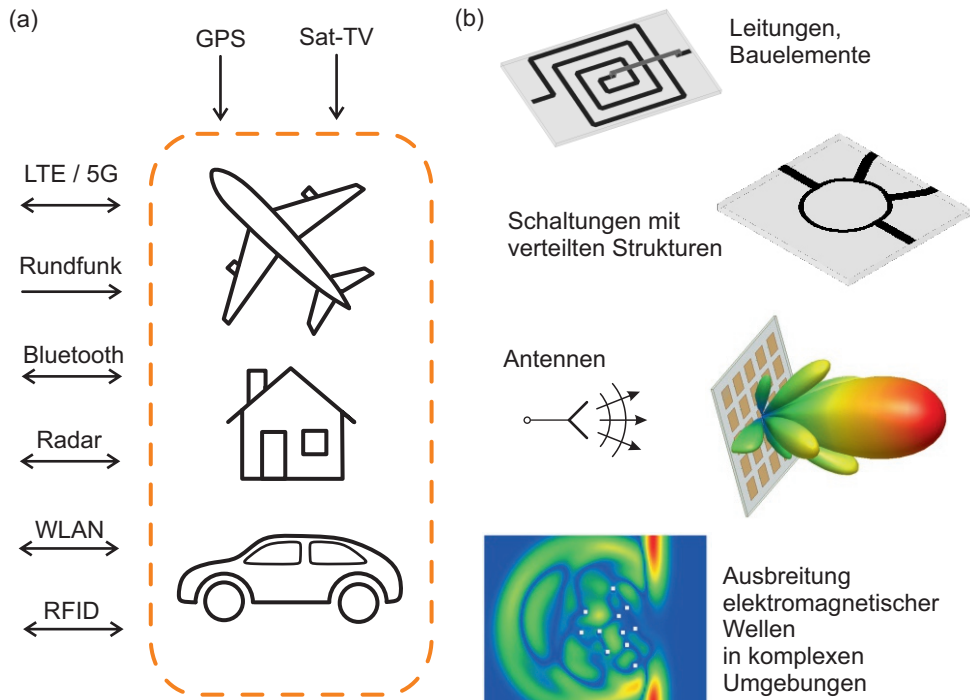 (a)
GPS
Sat-TV
LTE / 5G
Rundfunk
Bluetooth
Radar
WLAN
RFID
(b)
Leitungen,
Bauelemente
Schaltungen mit
verteilten Strukturen
Antennen
Ausbreitung
elektromagnetischer
Wellen
in komplexen
Umgebungen